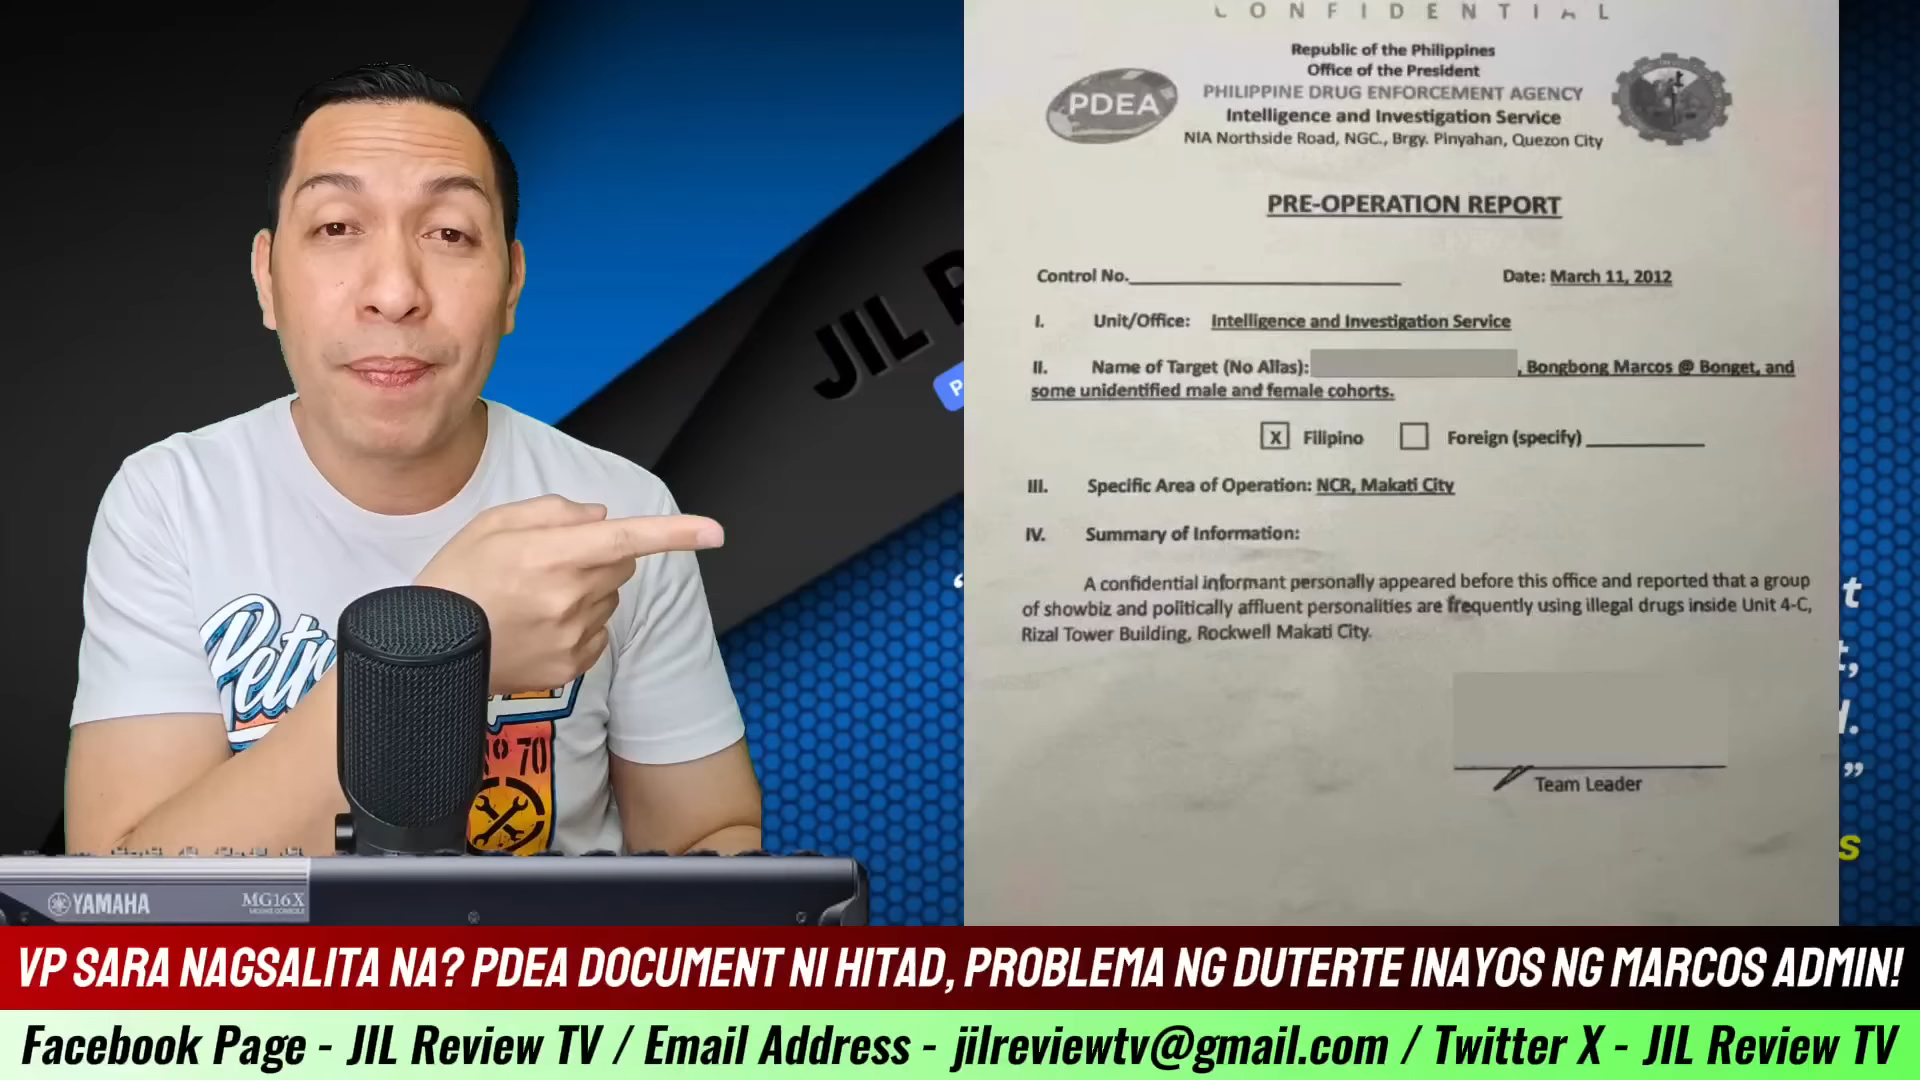 CONFIDENTIAL
Republic of the Philippines
Office of the President
PDEA
PHILIPPINE DRUG ENFORCEMENT AGENCY
Intelligence and Investigation Service
NIA Northside Road, NGC., Brgy. Pinyahan, Quezon City
PRE-OPERATION REPORT
Control No.
Date: March 11, 2012
I. Unit/Office: Intelligence and Investigation Service
II. Name of Target (No Alias): , Bongbong Marcos @ Bonget, and
some unidentified male and female cohorts.
X Filipino Foreign (specify)
III. Specific Area of Operation: NCR, Makati City
IV. Summary of Information:
A confidential informant personally appeared before this office and reported that a group
of showbiz and politically affluent personalities are frequently using illegal drugs inside Unit 4-C,
Rizal Tower Building, Rockwell Makati City.
Team Leader
JIL
Nº 70
YAMAHA
MG16X
MIXING CONSOLE
VP SARA NAGSALITA NA? PDEA DOCUMENT NI HITAD, PROBLEMA NG DUTERTE INAYOS NG MARCOS ADMIN!
Facebook Page - JIL Review TV / Email Address - jilreviewtv@gmail.com / Twitter X - JIL Review TV